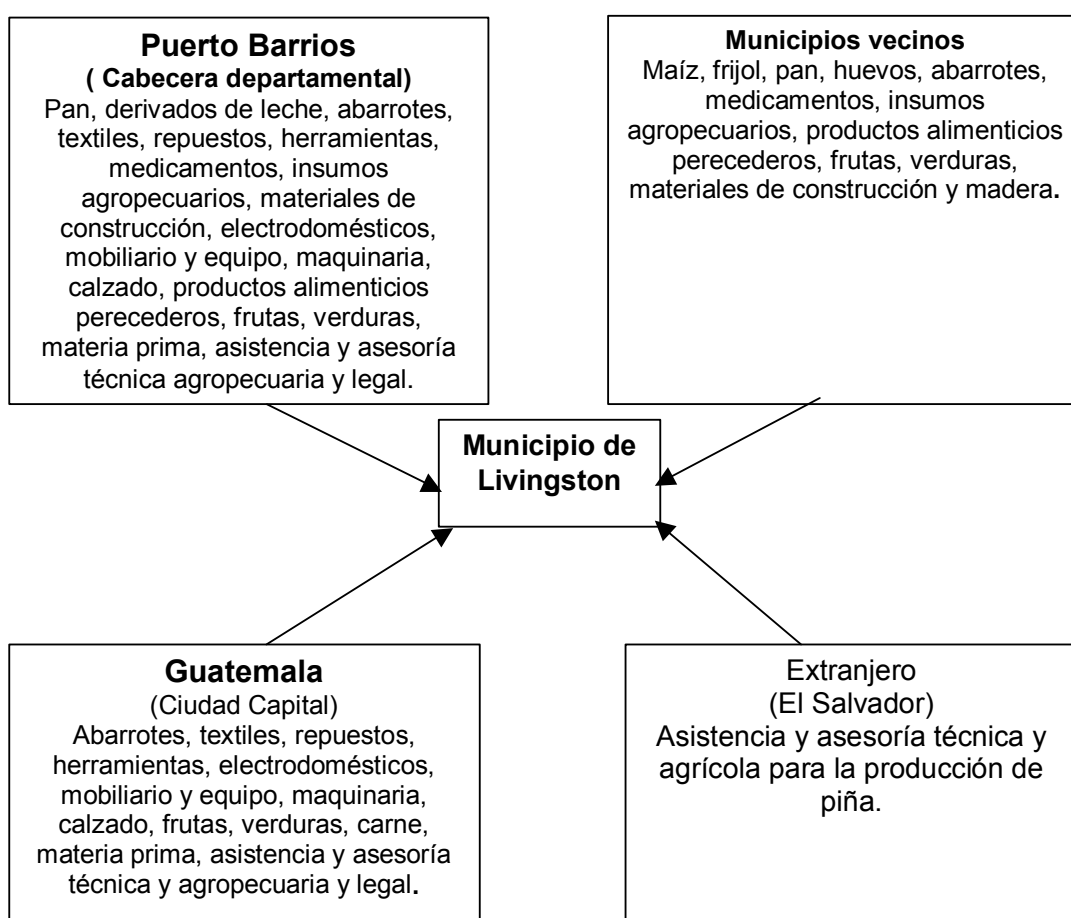 Puerto Barrios
( Cabecera departamental)
Pan, derivados de leche, abarrotes,
textiles, repuestos, herramientas,
medicamentos, insumos
agropecuarios, materiales de
construcción, electrodomésticos,
mobiliario y equipo, maquinaria,
calzado, productos alimenticios
perecederos, frutas, verduras,
materia prima, asistencia y asesoría
técnica agropecuaria y legal.
Municipios vecinos
Maíz, frijol, pan, huevos, abarrotes,
medicamentos, insumos
agropecuarios, productos alimenticios
perecederos, frutas, verduras,
materiales de construcción y madera.
Municipio de
Livingston
Guatemala
(Ciudad Capital)
Abarrotes, textiles, repuestos,
herramientas, electrodomésticos,
mobiliario y equipo, maquinaria,
calzado, frutas, verduras, carne,
materia prima, asistencia y asesoría
técnica y agropecuaria y legal.
Extranjero
(El Salvador)
Asistencia y asesoría técnica y
agrícola para la producción de
piña.